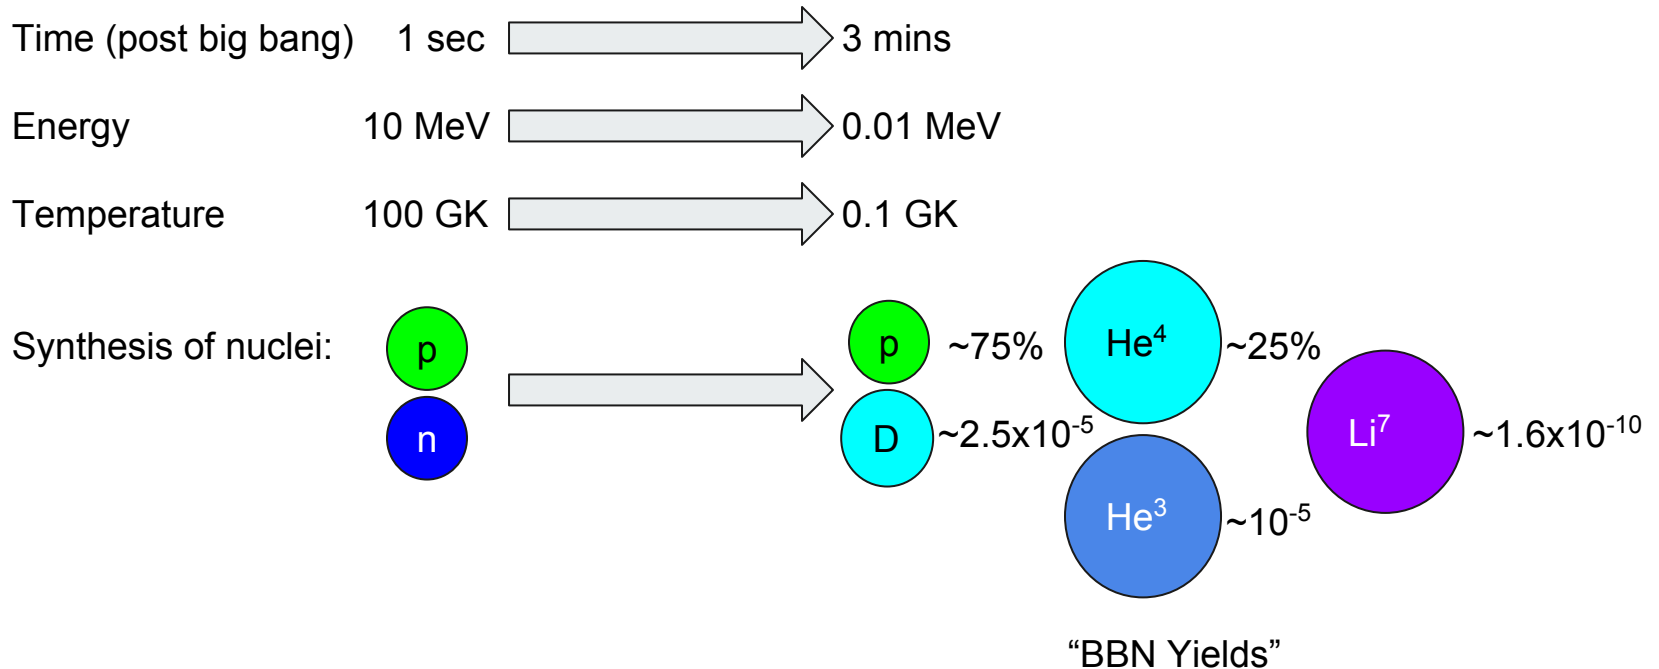 Time (post big bang) 1 sec 3 mins
Energy 10 MeV 0.01 MeV
Temperature 100 GK 0.1 GK
Synthesis of nuclei: p p ~75% He⁴ ~25%
n D ~2.5x10⁻⁵ Li⁷ ~1.6x10⁻¹⁰
He³ ~10⁻⁵
“BBN Yields”